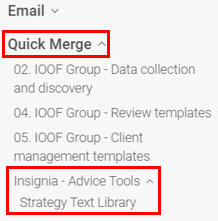 Email
Quick Merge
02. IOOF Group - Data collection
and discovery
04. IOOF Group - Review templates
05. IOOF Group - Client
management templates
Insignia - Advice Tools
Strategy Text Library